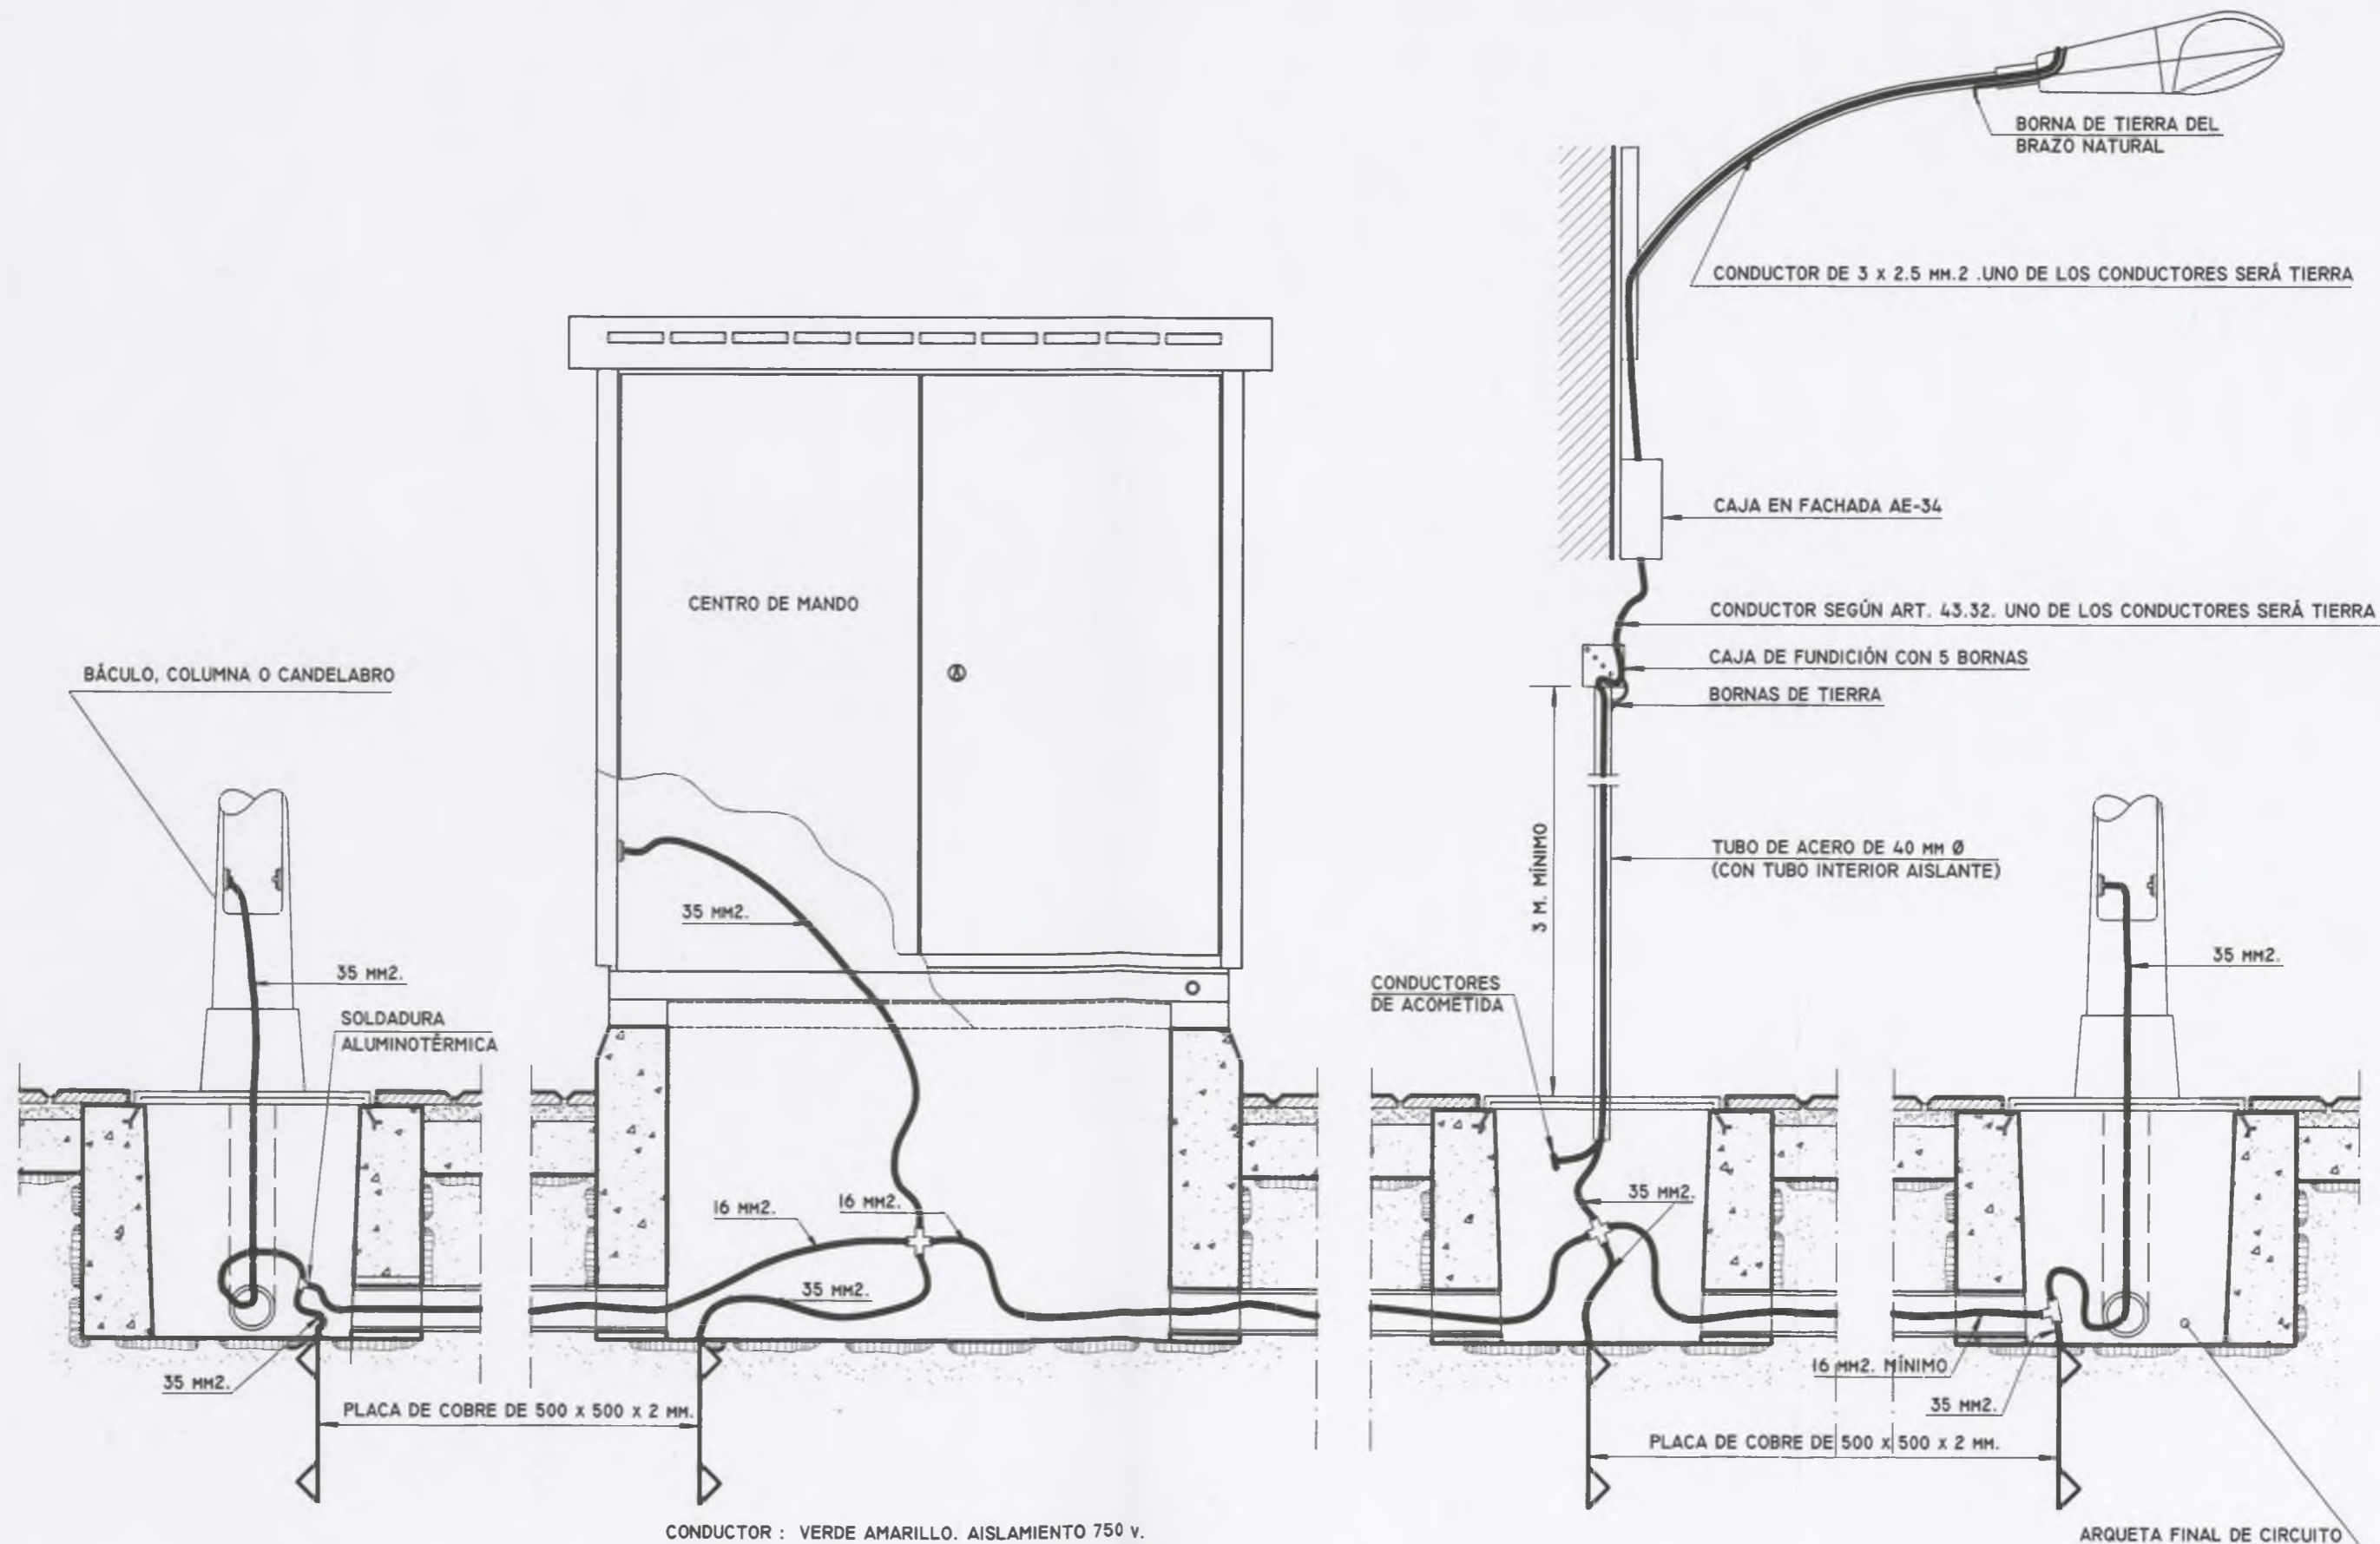 BORNA DE TIERRA DEL
BRAZO NATURAL
CONDUCTOR DE 3 x 2.5 MM.2 .UNO DE LOS CONDUCTORES SERÁ TIERRA
CAJA EN FACHADA AE-34
CENTRO DE MANDO
CONDUCTOR SEGÚN ART. 43.32. UNO DE LOS CONDUCTORES SERÁ TIERRA
CAJA DE FUNDICIÓN CON 5 BORNAS
BORNAS DE TIERRA
BÁCULO, COLUMNA O CANDELABRO
3 M. MÍNIMO
TUBO DE ACERO DE 40 MM Ø
(CON TUBO INTERIOR AISLANTE)
35 MM2.
35 MM2.
35 MM2.
CONDUCTORES
DE ACOMETIDA
SOLDADURA
ALUMINOTÉRMICA
16 MM2.
16 MM2.
35 MM2.
35 MM2.
16 MM2. MÍNIMO
35 MM2.
35 MM2.
PLACA DE COBRE DE 500 x 500 x 2 MM.
PLACA DE COBRE DE 500 x 500 x 2 MM.
CONDUCTOR : VERDE AMARILLO. AISLAMIENTO 750 V.
ARQUETA FINAL DE CIRCUITO